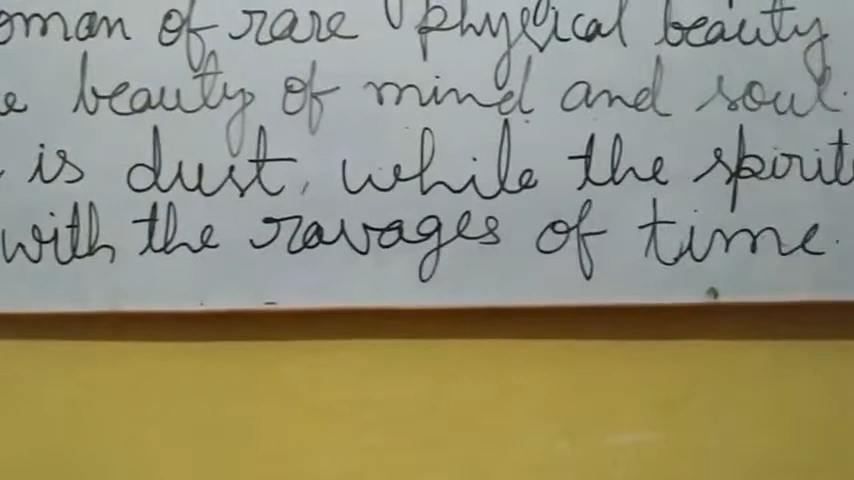 oman of rare physical beauty
e beauty of mind and soul.
is dust, while the spirit
with the ravages of time.